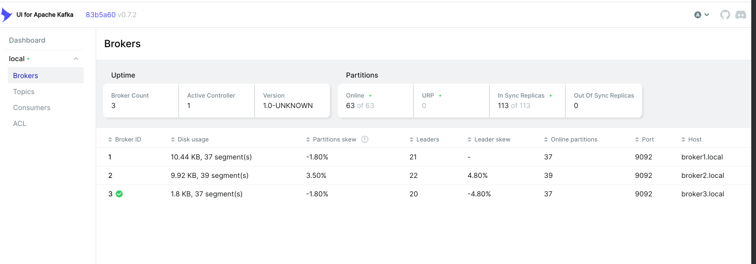 UI for Apache Kafka 83b5a60 v0.7.2 A
Dashboard
local
Brokers
Topics
Consumers
ACL
Brokers
Uptime
Broker Count
3
Active Controller
1
Version
1.0-UNKNOWN
Partitions
Online
63 of 63
URP
0
In Sync Replicas
113 of 113
Out Of Sync Replicas
0
Broker ID Disk usage Partitions skew Leaders Leader skew Online partitions Port Host
1 10.44 KB, 37 segment(s) -1.80% 21 - 37 9092 broker1.local
2 9.92 KB, 39 segment(s) 3.50% 22 4.80% 39 9092 broker2.local
3 1.8 KB, 37 segment(s) -1.80% 20 -4.80% 37 9092 broker3.local